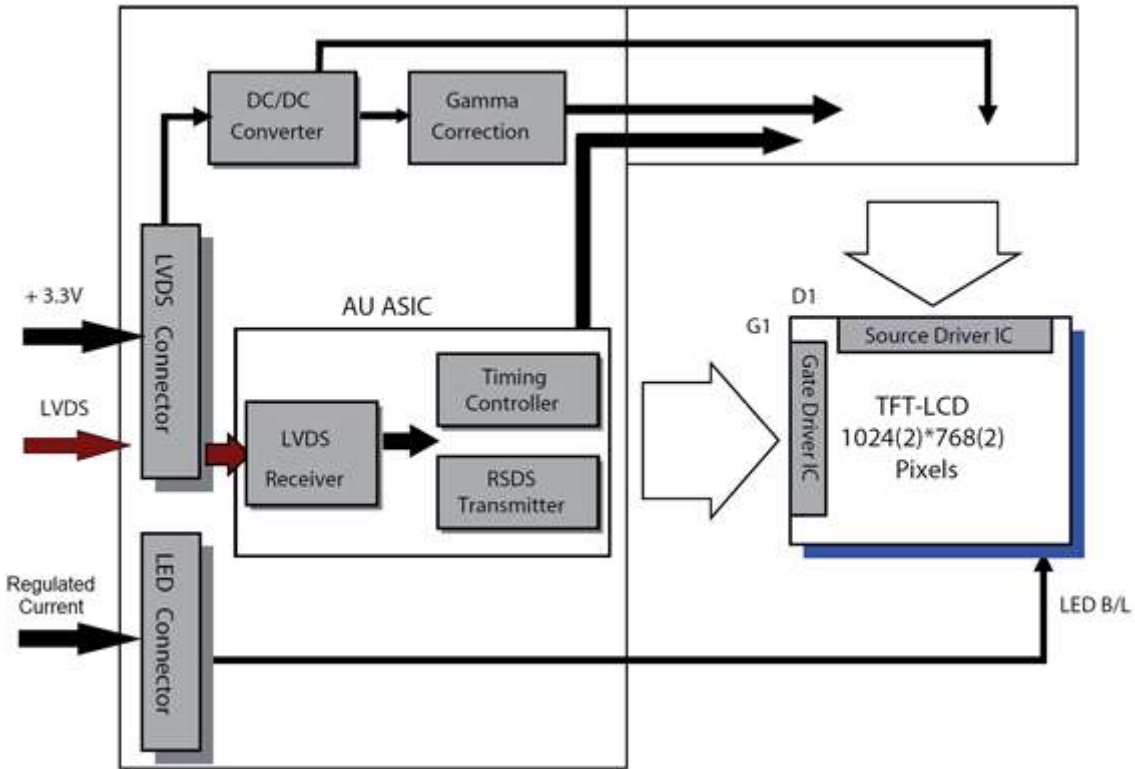 DC/DC
Converter
Gamma
Correction
LVDS Connector
+ 3.3V
LVDS
AU ASIC
LVDS
Receiver
Timing
Controller
RSDS
Transmitter
D1
G1
Source Driver IC
Gate Driver IC
TFT-LCD
1024(2)*768(2)
Pixels
Regulated
Current
LED Connector
LED B/L